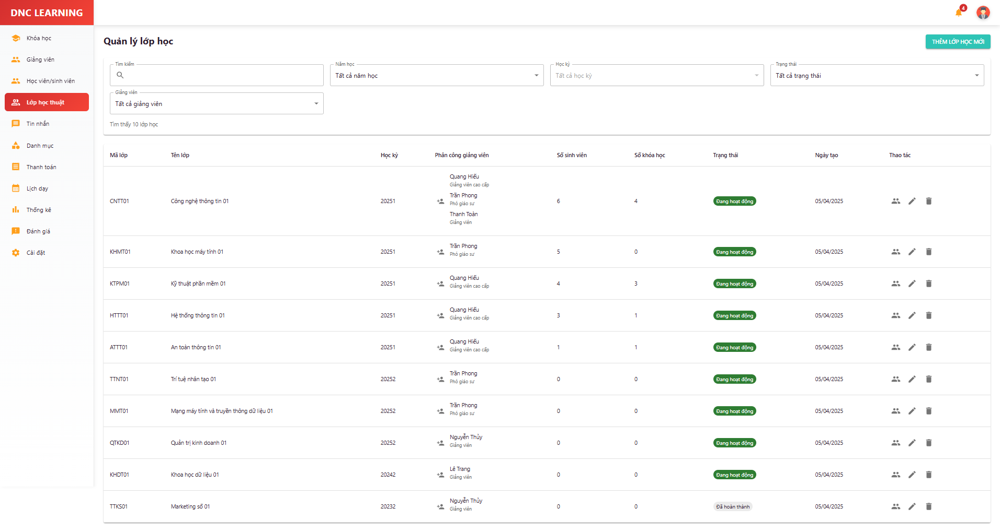 DNC LEARNING
4
Khóa học
Giảng viên
Học viên/sinh viên
Lớp học thuật
Tin nhắn
Danh mục
Thanh toán
Lịch dạy
Thống kê
Đánh giá
Cài đặt
Quản lý lớp học
THÊM LỚP HỌC MỚI
Tìm kiếm
Năm học
Tất cả năm học
Học kỳ
Tất cả học kỳ
Trạng thái
Tất cả trạng thái
Giảng viên
Tất cả giảng viên
Tìm thấy 10 lớp học
Mã lớp Tên lớp Học kỳ Phân công giảng viên Số sinh viên Số khóa học Trạng thái Ngày tạo Thao tác
Quang Hiếu
Giảng viên cao cấp
Trần Phong
CNTT01 Công nghệ thông tin 01 20251 Phó giáo sư 6 4 Đang hoạt động 05/04/2025
Thanh Toàn
Giảng viên
Trần Phong
KHMT01 Khoa học máy tính 01 20251 Phó giáo sư 5 0 Đang hoạt động 05/04/2025
Quang Hiếu
KTPM01 Kỹ thuật phần mềm 01 20251 Giảng viên cao cấp 4 3 Đang hoạt động 05/04/2025
Quang Hiếu
HTTT01 Hệ thống thông tin 01 20251 Giảng viên cao cấp 3 1 Đang hoạt động 05/04/2025
Quang Hiếu
ATTT01 An toàn thông tin 01 20251 Giảng viên cao cấp 1 1 Đang hoạt động 05/04/2025
Trần Phong
TTNT01 Trí tuệ nhân tạo 01 20252 Phó giáo sư 0 0 Đang hoạt động 05/04/2025
Trần Phong
MMT01 Mạng máy tính và truyền thông dữ liệu 01 20252 Phó giáo sư 0 0 Đang hoạt động 05/04/2025
Nguyễn Thủy
QTKD01 Quản trị kinh doanh 01 20252 Giảng viên 0 0 Đang hoạt động 05/04/2025
Lê Trang
KHDT01 Khoa học dữ liệu 01 20242 Giảng viên 0 0 Đang hoạt động 05/04/2025
Nguyễn Thủy
TTKS01 Marketing số 01 20232 Giảng viên 0 0 Đã hoàn thành 05/04/2025